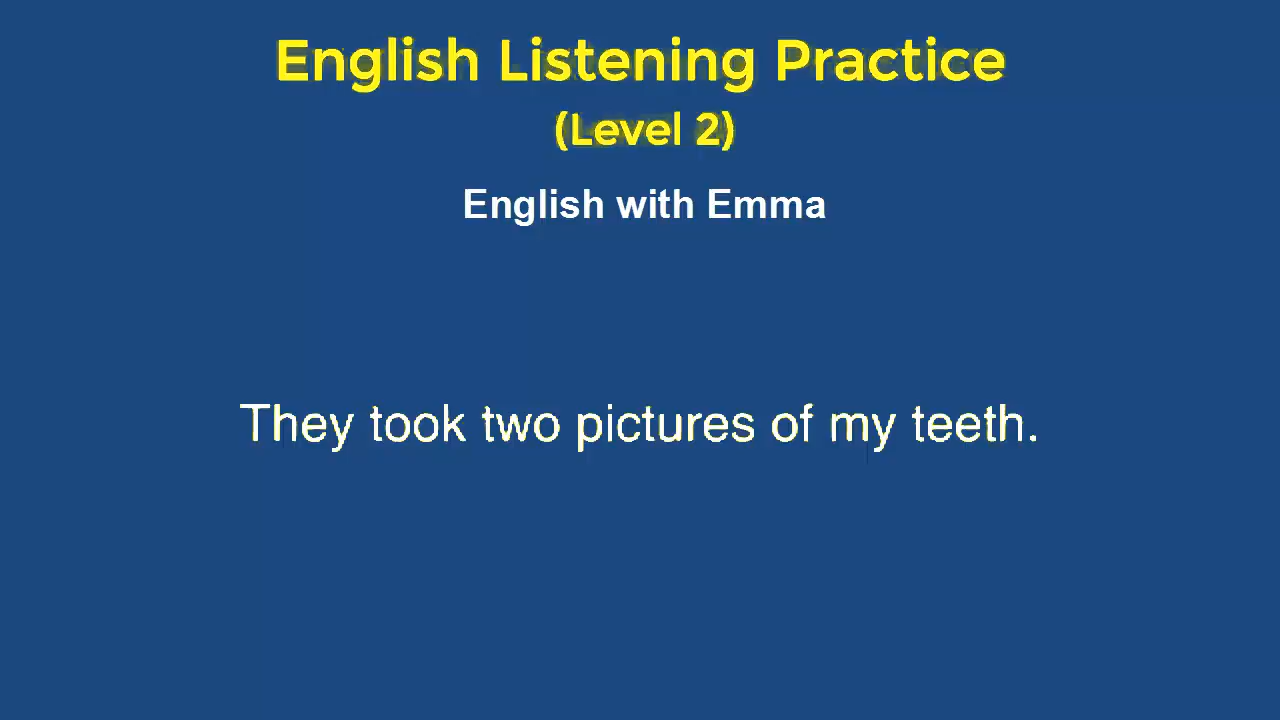 English Listening Practice
(Level 2)
English with Emma
They took two pictures of my teeth.